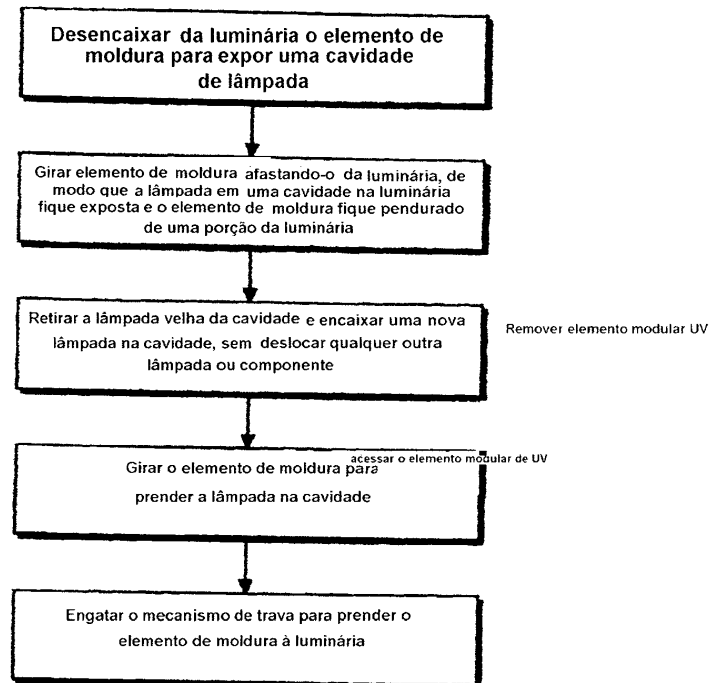 Desencaixar da luminária o elemento de
moldura para expor uma cavidade
de lâmpada
Girar elemento de moldura afastando-o da luminária, de
modo que a lâmpada em uma cavidade na luminária
fique exposta e o elemento de moldura fique pendurado
de uma porção da luminária
Retirar a lâmpada velha da cavidade e encaixar uma nova
lâmpada na cavidade, sem deslocar qualquer outra
lâmpada ou componente
Remover elemento modular UV
acessar o elemento modular de UV
Girar o elemento de moldura para
prender a lâmpada na cavidade
Engatar o mecanismo de trava para prender o
elemento de moldura à luminária